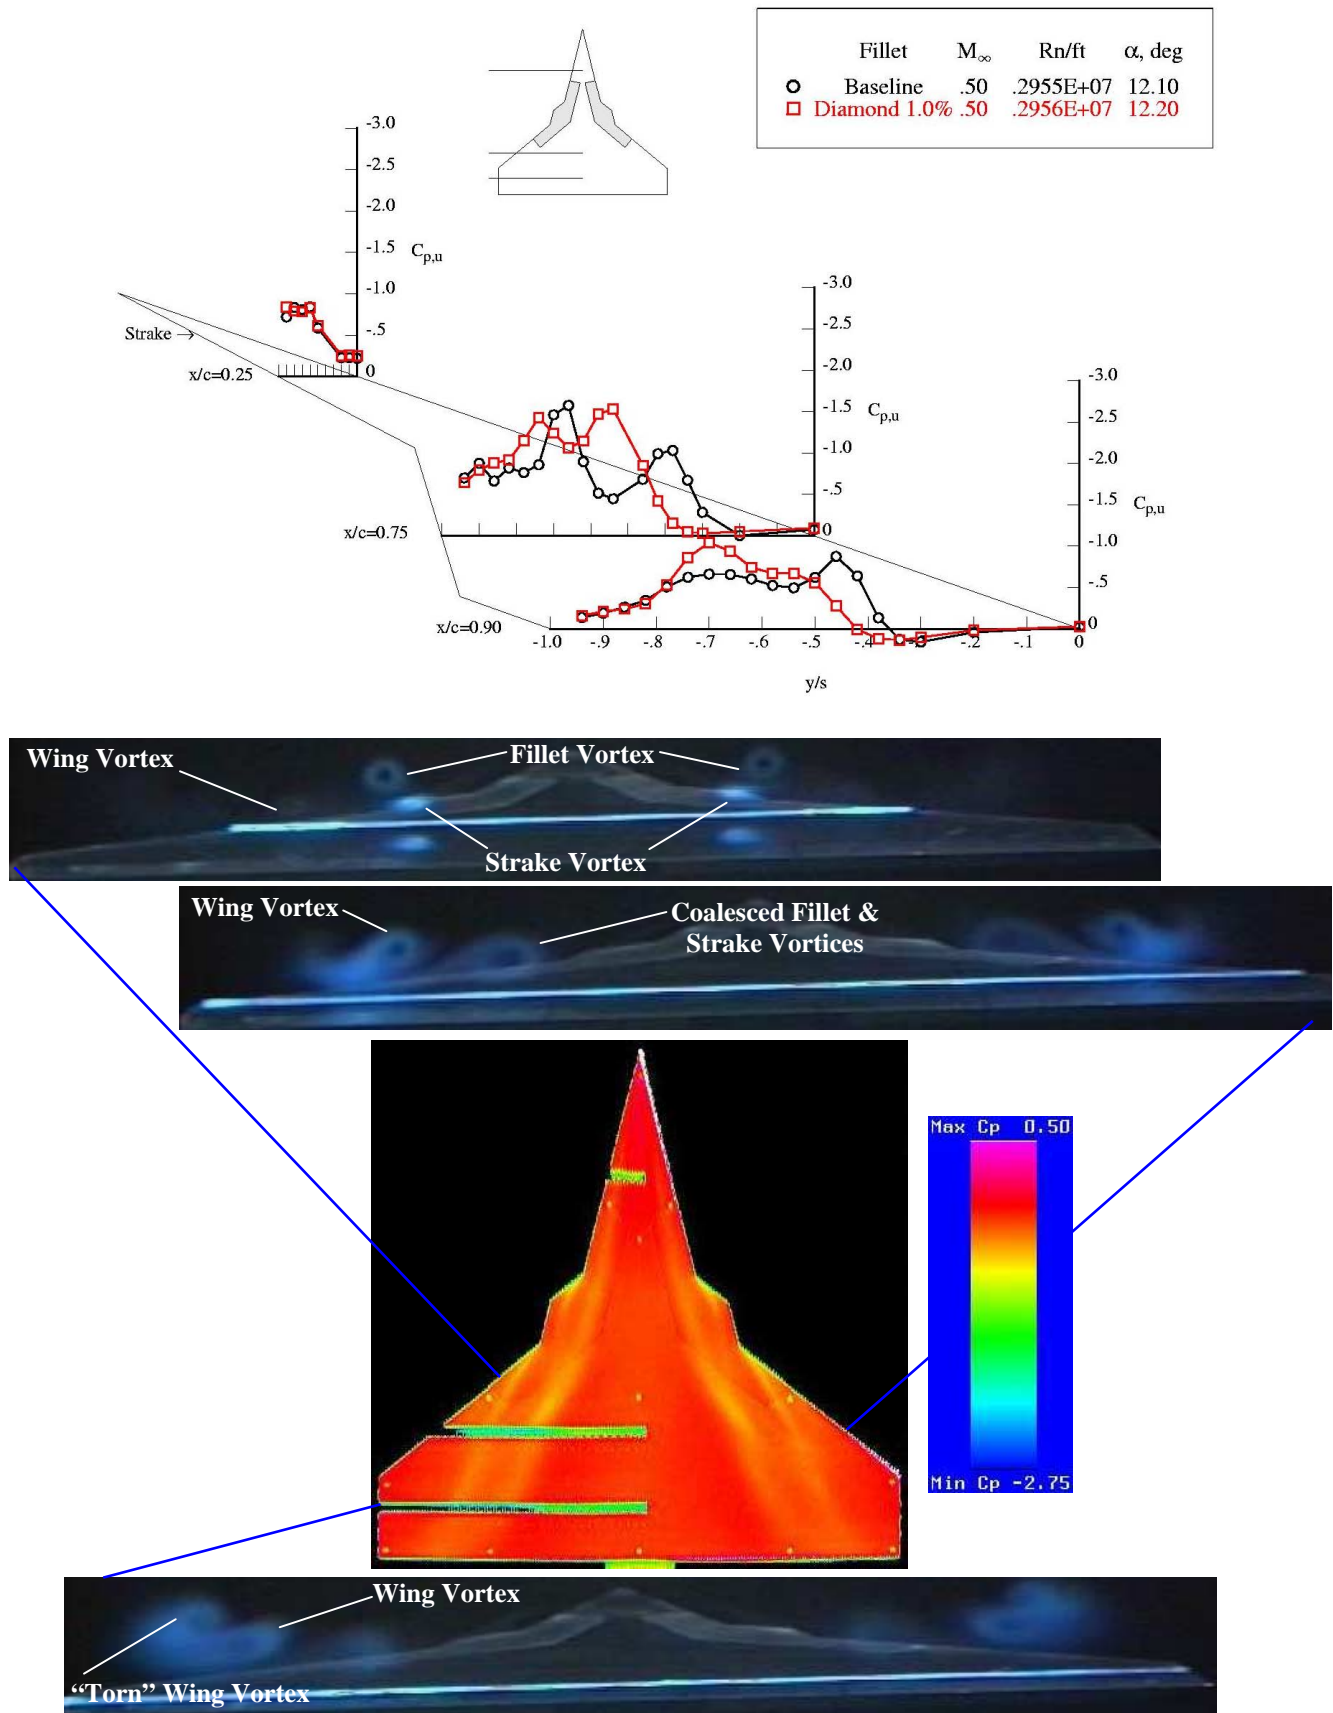 Fillet M∞ Rn/ft α, deg
Baseline .50 .2955E+07 12.10
Diamond 1.0% .50 .2956E+07 12.20
-3.0
-2.5
-2.0
-1.5
Cp,u
-1.0
-.5
0
Strake →
x/c=0.25
-3.0
-2.5
-2.0
-1.5
Cp,u
-1.0
-.5
0
x/c=0.75
-3.0
-2.5
-2.0
-1.5
Cp,u
-1.0
-.5
0
x/c=0.90
-1.0 -.9 -.8 -.7 -.6 -.5 -.4 -.3 -.2 -.1 0
y/s
Wing Vortex
Fillet Vortex
Strake Vortex
Wing Vortex
Coalesced Fillet &
Strake Vortices
Max Cp 0.50
Min Cp -2.75
Wing Vortex
“Torn” Wing Vortex